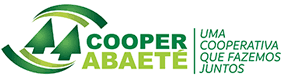 COOPER
ABAETÉ
UMA
COOPERATIVA
QUE FAZEMOS
JUNTOS